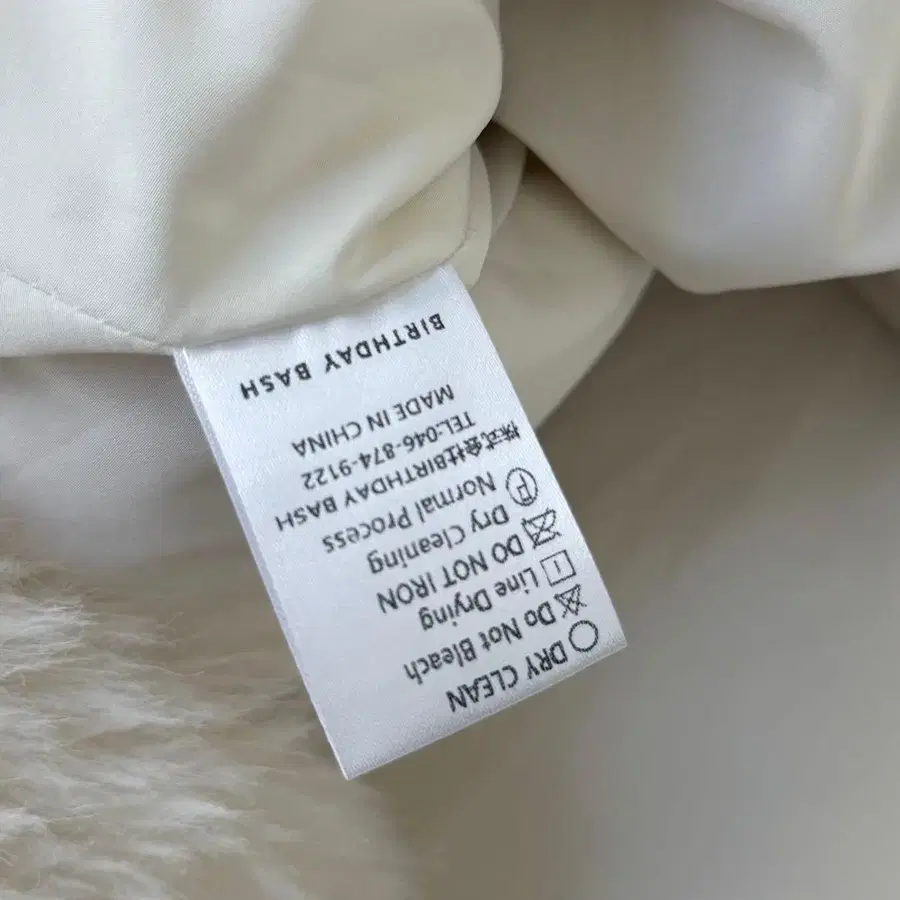 DRY CLEAN
Do Not Bleach
Line Drying
DO NOT IRON
Dry Cleaning
Normal Process
株式会社BIRTHDAY BASH
TEL:046-874-9122
MADE IN CHINA
BIRTHDAY BASH